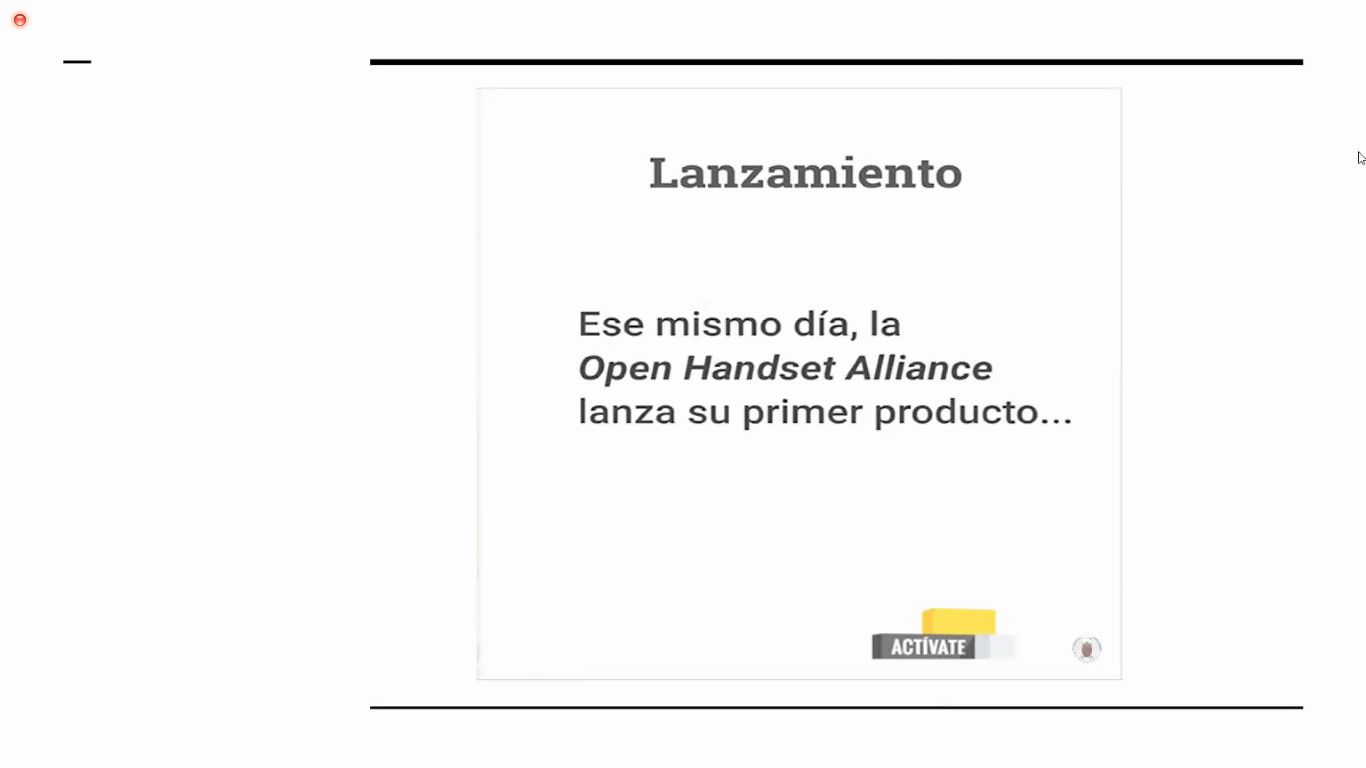 Lanzamiento
Ese mismo día, la
Open Handset Alliance
lanza su primer producto...
ACTÍVATE